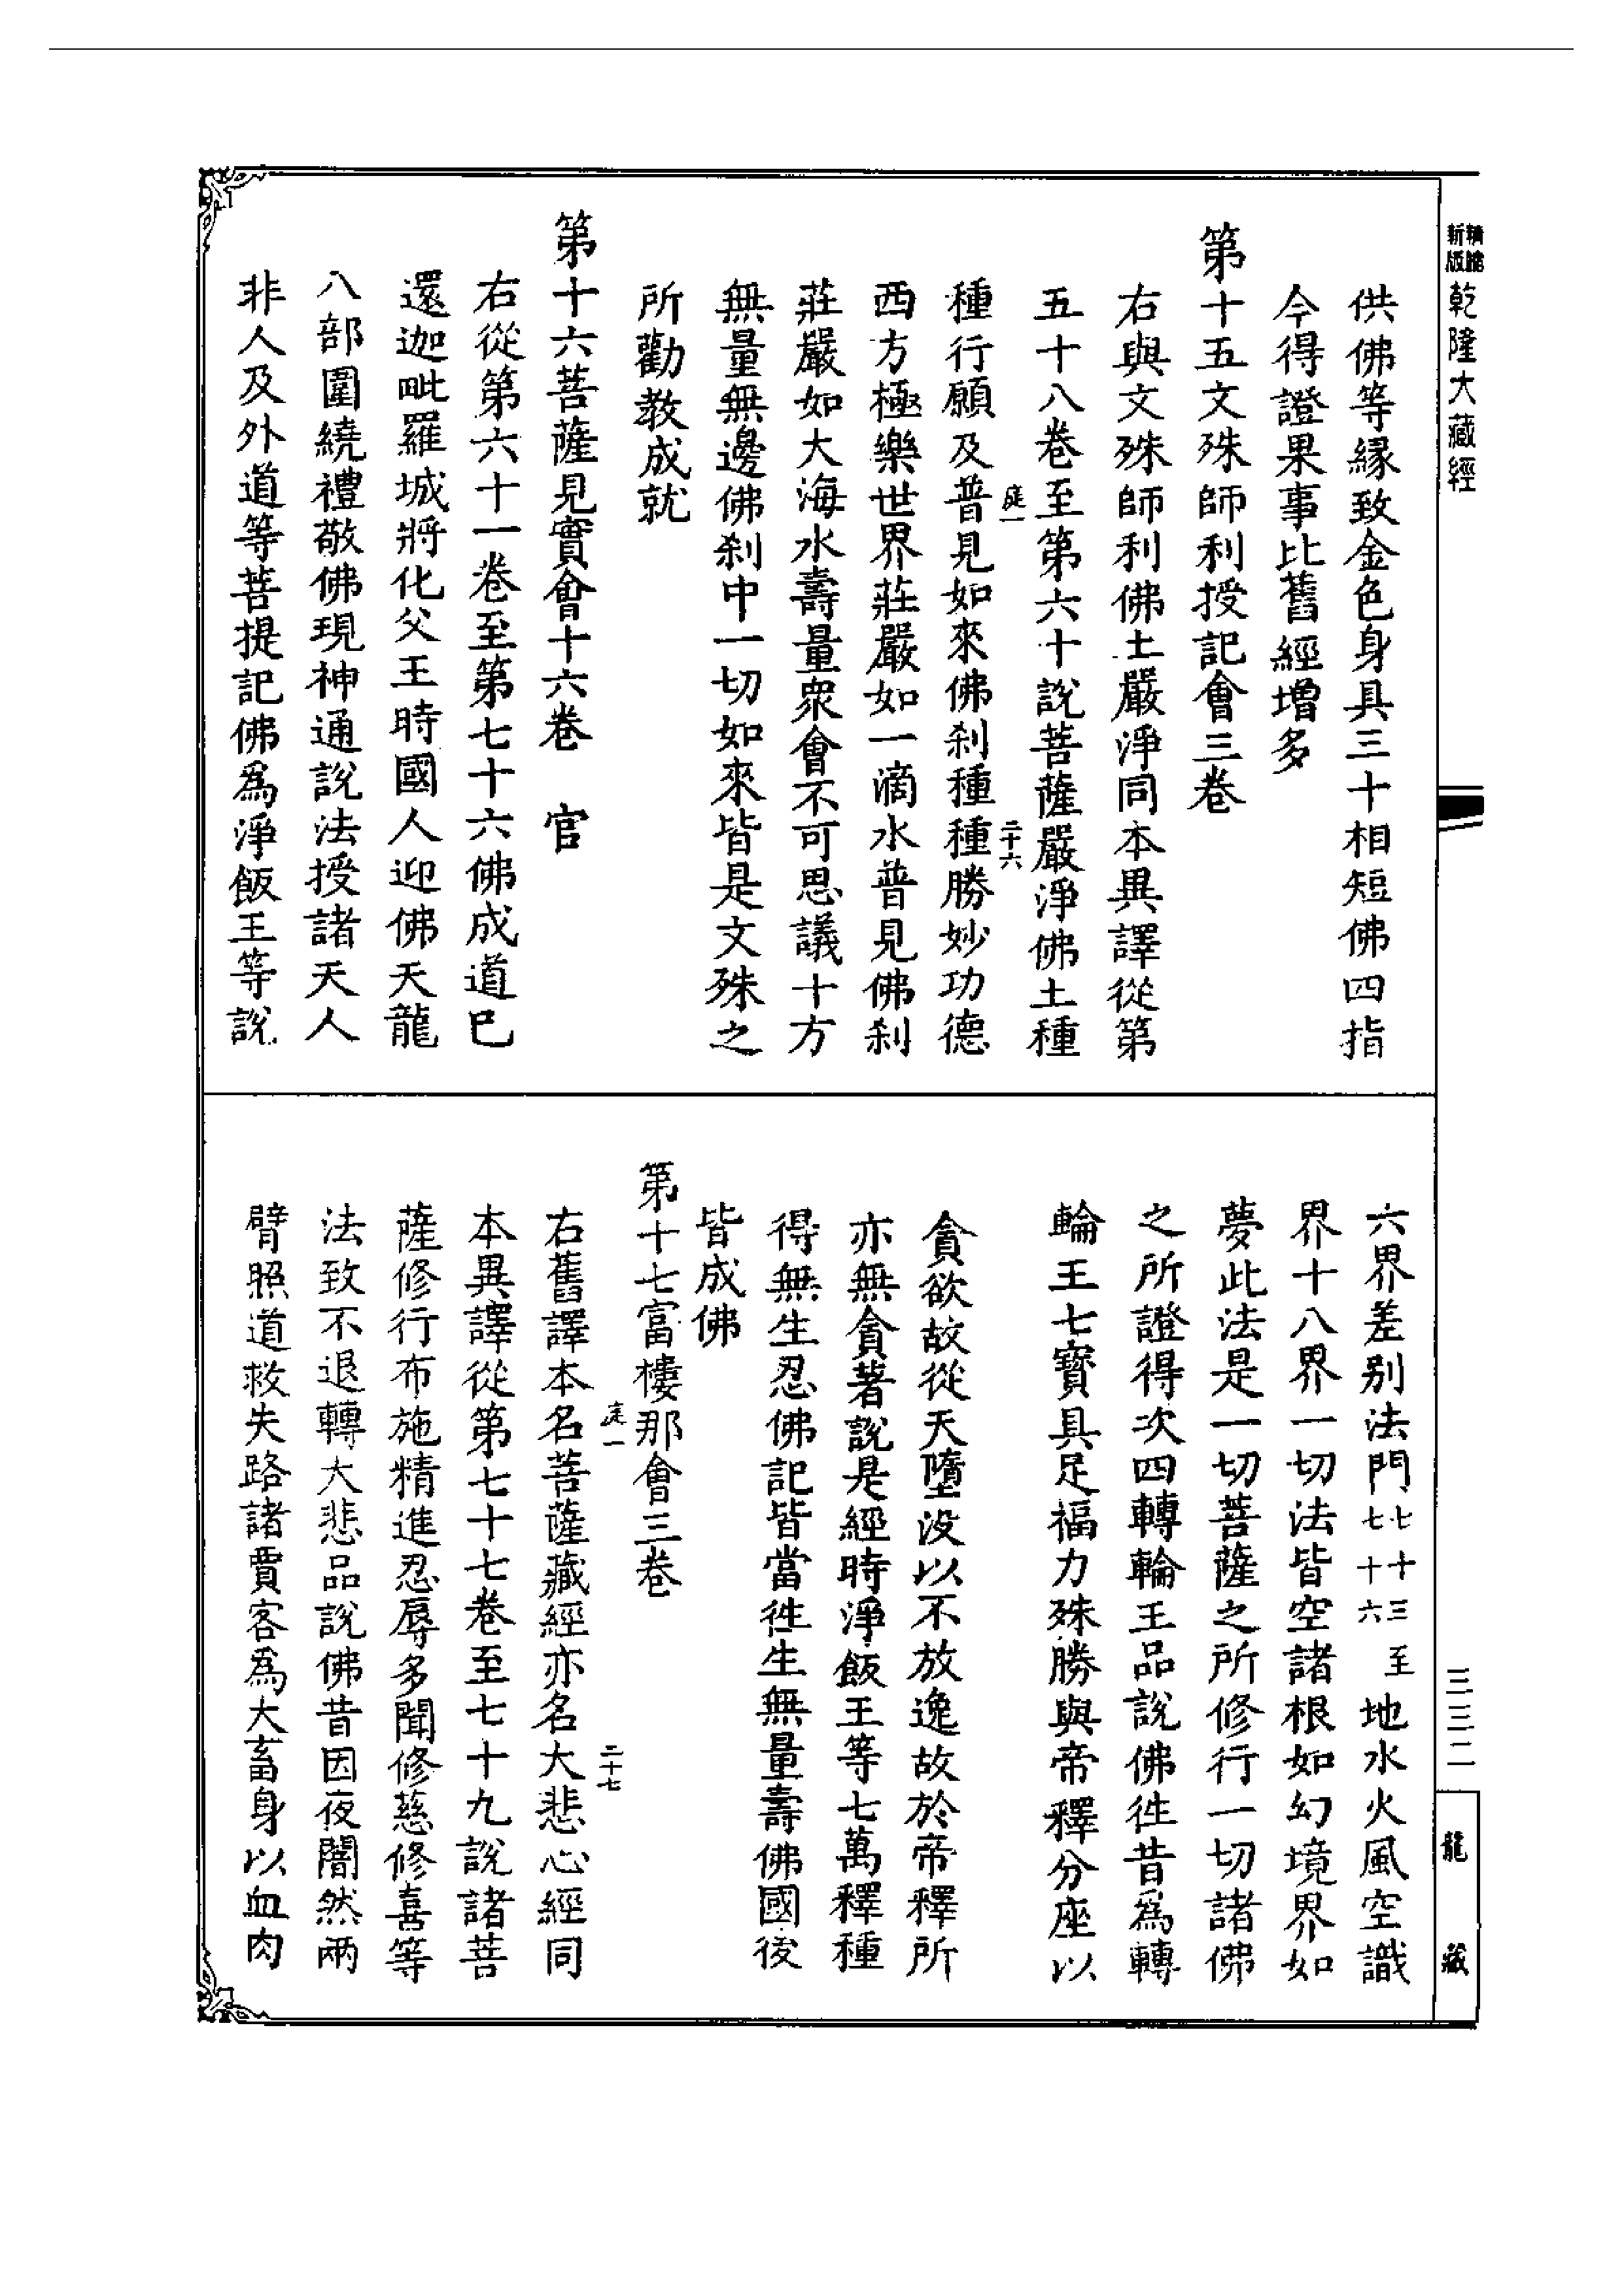 新版
精縮
乾隆大藏經
供佛等緣致金色身具三十相短佛四指
今得證果事比舊經增多
第十五文殊師利授記會三卷
右與文殊師利佛土嚴淨同本異譯從第
五十八卷至第六十說菩薩嚴淨佛土種
庭一
二十六
種行願及普見如來佛刹種種勝妙功德
西方極樂世界莊嚴如一滴水普見佛刹
莊嚴如大海水壽量眾會不可思議十方
無量無邊佛刹中一切如來皆是文殊之
所勸教成就
第十六菩薩見實會十六卷 官
右從第六十一卷至第七十六佛成道已
還迦毗羅城將化父王時國人迎佛天龍
八部圍繞禮敬佛現神通說法授諸天人
非人及外道等菩提記佛爲淨飯王等說
三三二
龍藏
六界差别法門七十三至七十六地水火風空識
界十八界一切法皆空諸根如幻境界如
夢此法是一切菩薩之所修行一切諸佛
之所證得次四轉輪王品說佛徃昔爲轉
輪王七寶具足福力殊勝與帝釋分座以
貪欲故從天墮没以不放逸故於帝釋所
亦無貪著說是經時淨飯王等七萬釋種
得無生忍佛記皆當徃生無量壽佛國後
皆成佛
第十七富樓那會三卷
庭一
二十七
右舊譯本名菩薩藏經亦名大悲心經同
本異譯從第七十七卷至七十九說諸菩
薩修行布施精進忍辱多聞修慈修喜等
法致不退轉大悲品說佛昔因夜闇然兩
臂照道救失路諸賈客爲大畜身以血肉